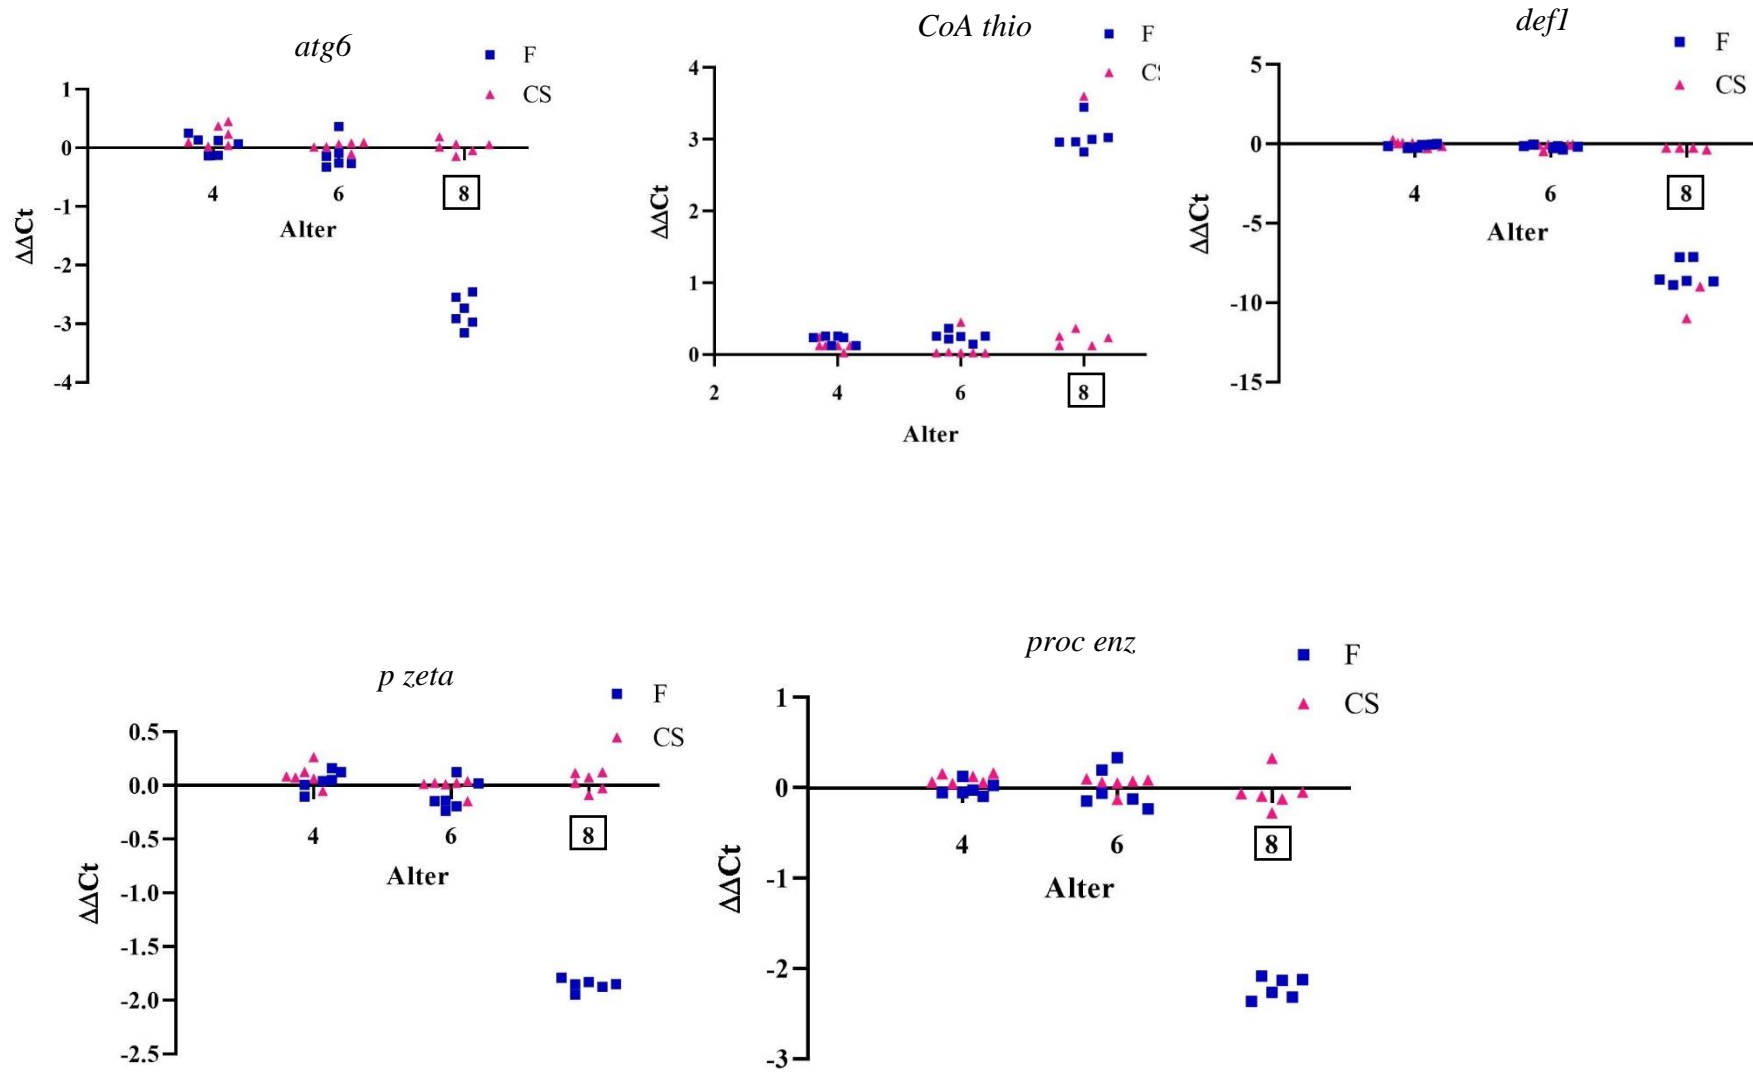 atg6
F
CS
1
0
-1
-2
-3
-4
ΔΔCt
4
6
8
Alter
CoA thio
F
CS
4
3
2
1
0
ΔΔCt
2
4
6
8
Alter
def1
F
CS
5
0
-5
-10
-15
ΔΔCt
4
6
8
Alter
p zeta
F
CS
0.5
0.0
-0.5
-1.0
-1.5
-2.0
-2.5
ΔΔCt
4
6
8
Alter
proc enz
F
CS
1
0
-1
-2
-3
ΔΔCt
4
6
8
Alter